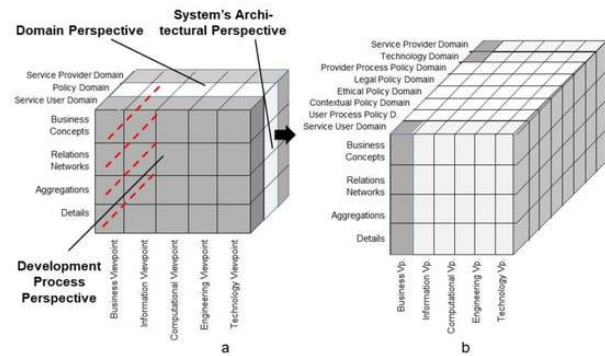 System's Archi-
tectural Perspective
Domain Perspective
Service Provider Domain
Policy Domain
Service User Domain
Business
Concepts
Relations
Networks
Aggregations
Details
Development
Process
Perspective
Business Viewpoint
Information Viewpoint
Computational Viewpoint
Engineering Viewpoint
Technology Viewpoint
a
Service Provider Domain
Technology Domain
Provider Process Policy Domain
Legal Policy Domain
Ethical Policy Domain
Contextual Policy Domain
User Process Policy D.
Service User Domain
Business
Concepts
Relations
Networks
Aggregations
Details
Business Vp.
Information Vp.
Computational Vp.
Engineering Vp.
Technology Vp.
b